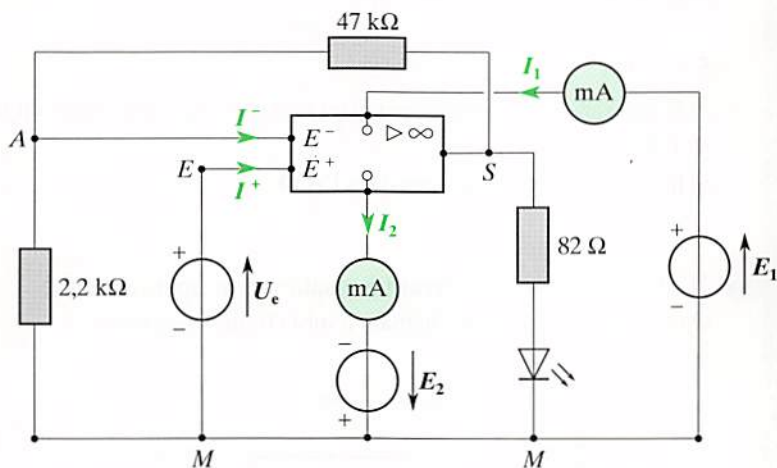 47 kΩ
I₁
mA
I⁻
A
E⁻
▷ ∞
E
E⁺
I⁺
S
I₂
+
2,2 kΩ
Uₑ
−
mA
82 Ω
+
E₁
−
−
E₂
+
M
M